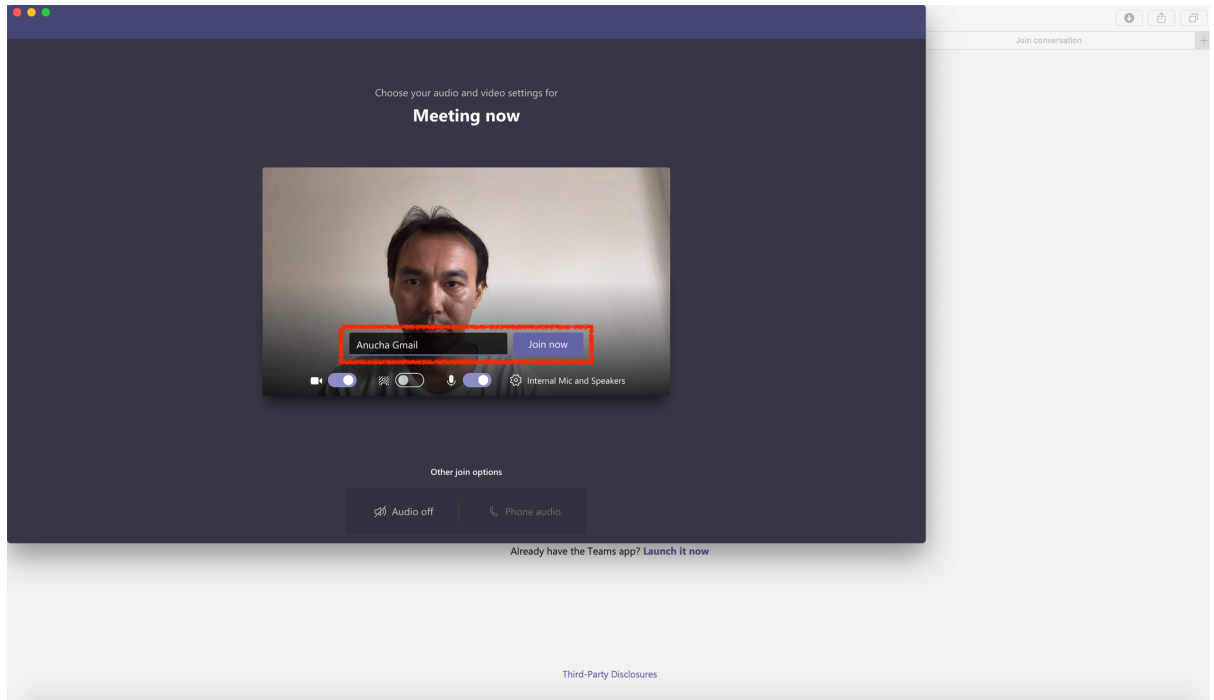 Join conversation
Choose your audio and video settings for
Meeting now
Anucha Gmail
Join now
Internal Mic and Speakers
Other join options
Audio off
Phone audio
Already have the Teams app? Launch it now
Third-Party Disclosures